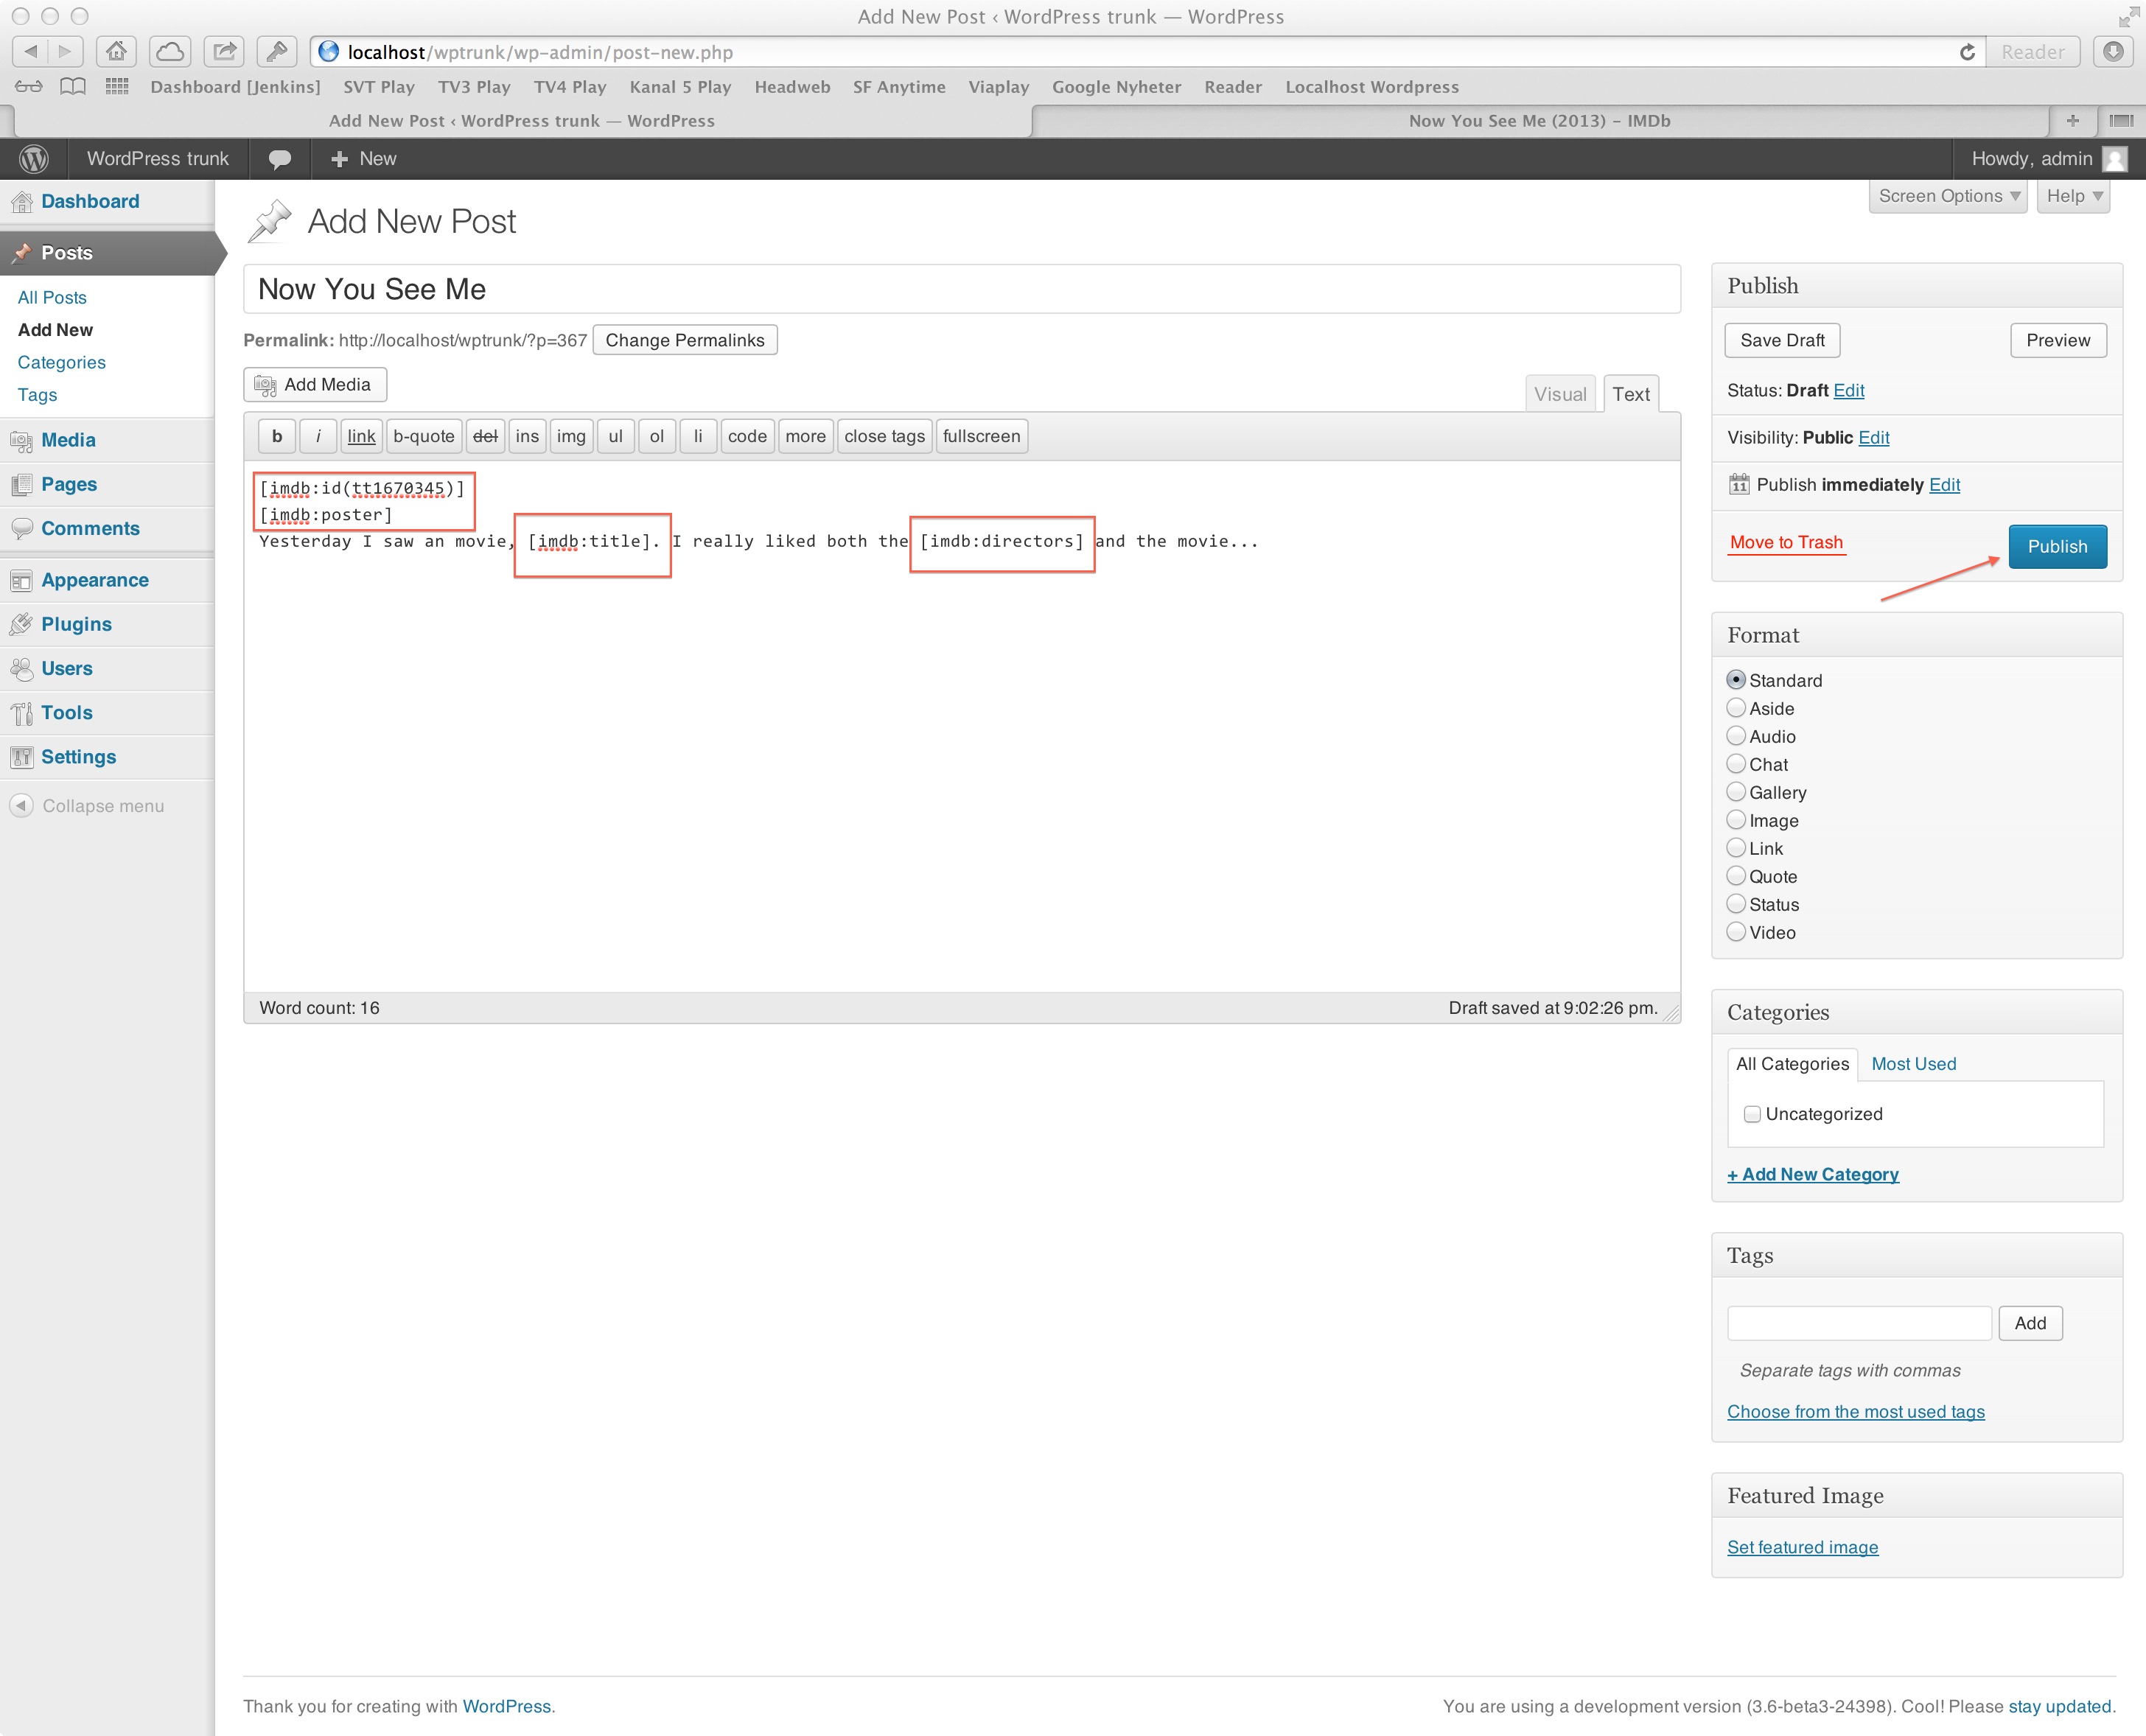 Add New Post ‹ WordPress trunk — WordPress
localhost/wptrunk/wp-admin/post-new.php
Reader
Dashboard [Jenkins] SVT Play TV3 Play TV4 Play Kanal 5 Play Headweb SF Anytime Viaplay Google Nyheter Reader Localhost Wordpress
Add New Post ‹ WordPress trunk — WordPress
Now You See Me (2013) – IMDb
WordPress trunk
New
Howdy, admin
Dashboard
Posts
All Posts
Add New
Categories
Tags
Media
Pages
Comments
Appearance
Plugins
Users
Tools
Settings
Collapse menu
Screen Options
Help
Add New Post
Now You See Me
Permalink: http://localhost/wptrunk/?p=367 Change Permalinks
Add Media
Visual
Text
b i link b-quote del ins img ul ol li code more close tags fullscreen
[imdb:id(tt1670345)]
[imdb:poster]
Yesterday I saw an movie, [imdb:title]. I really liked both the [imdb:directors] and the movie...
Word count: 16
Draft saved at 9:02:26 pm.
Publish
Save Draft
Preview
Status: Draft Edit
Visibility: Public Edit
11 Publish immediately Edit
Move to Trash
Publish
Format
Standard
Aside
Audio
Chat
Gallery
Image
Link
Quote
Status
Video
Categories
All Categories
Most Used
Uncategorized
+ Add New Category
Tags
Add
Separate tags with commas
Choose from the most used tags
Featured Image
Set featured image
Thank you for creating with WordPress.
You are using a development version (3.6-beta3-24398). Cool! Please stay updated.